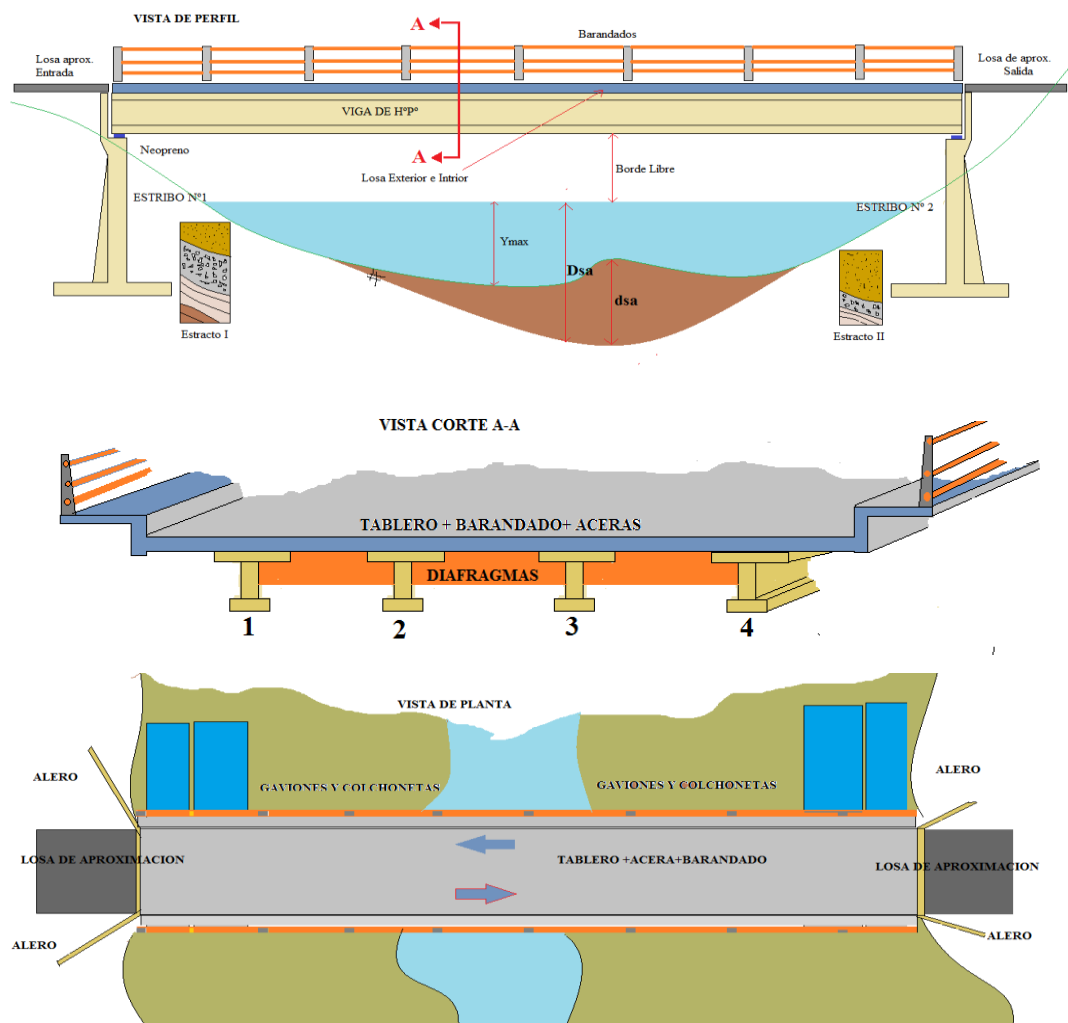 VISTA DE PERFIL
A
Barandados
Losa aprox.
Entrada
Losa de aprox.
Salida
VIGA DE HºPº
A
Neopreno
Losa Exterior e Intrior
Borde Libre
ESTRIBO Nº1
ESTRIBO Nº 2
Ymax
Dsa
dsa
Estracto I
Estracto II
VISTA CORTE A-A
TABLERO + BARANDADO+ ACERAS
DIAFRAGMAS
1
2
3
4
VISTA DE PLANTA
ALERO
ALERO
GAVIONES Y COLCHONETAS
GAVIONES Y COLCHONETAS
LOSA DE APROXIMACION
TABLERO +ACERA+BARANDADO
LOSA DE APROXIMACION
ALERO
ALERO